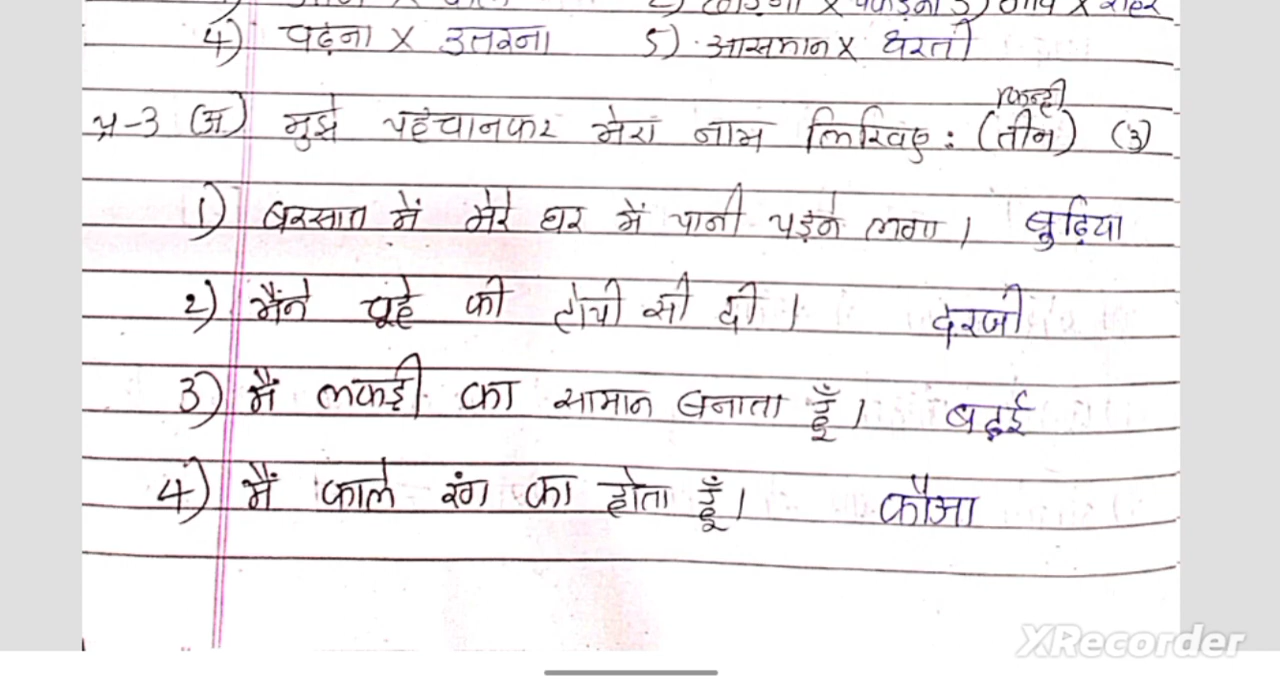 4) चढ़ना X उतरना 5) आसमान X धरती
किन्ही
प्र-3 (अ) मुझे पहचानकर मेरा नाम लिखिए : (तीन) (3)
1) बरसात में मेरे घर में पानी पड़ने लगा । बुढ़िया
2) मैंने चूहे की टोपी सी दी । दरजी
3) मैं लकड़ी का सामान बनाता हूँ । बढ़ई
4) मैं काले रंग का होता हूँ । कौआ
XRecorder